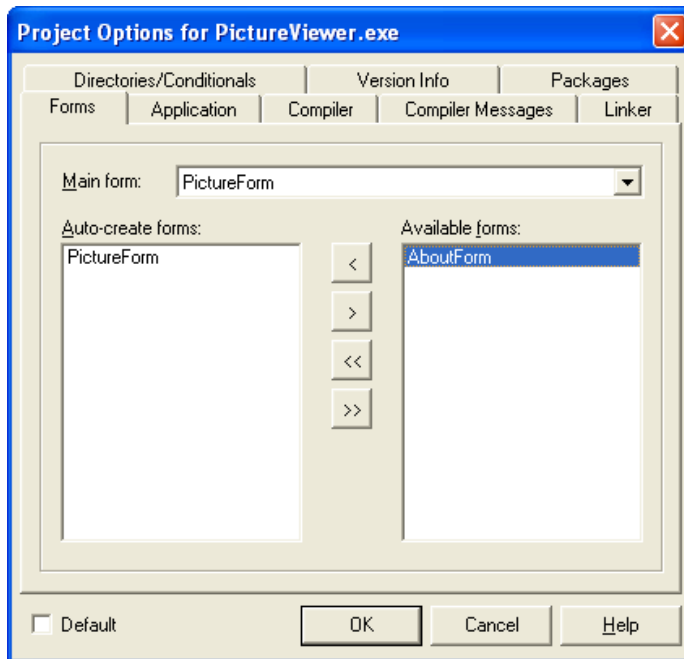 Project Options for PictureViewer.exe
Directories/Conditionals Version Info Packages
Forms Application Compiler Compiler Messages Linker
Main form: PictureForm
Auto-create forms: Available forms:
PictureForm AboutForm
<
>
<<
>>
Default OK Cancel Help